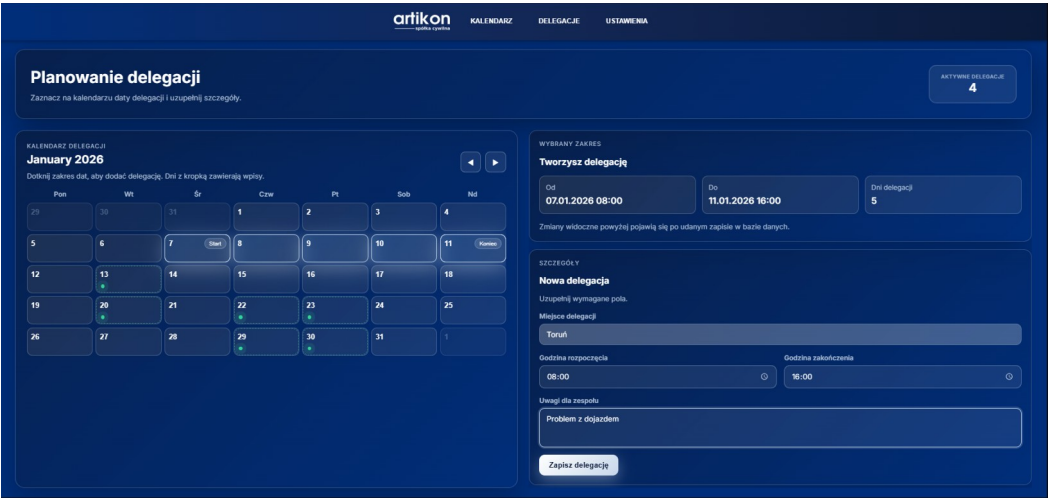 artikon
spółka cywilna
KALENDARZ
DELEGACJE
USTAWIENIA
Planowanie delegacji
Zaznacz na kalendarzu daty delegacji i uzupełnij szczegóły.
AKTYWNE DELEGACJE
4
KALENDARZ DELEGACJI
January 2026
Dotknij zakres dat, aby dodać delegację. Dni z kropką zawierają wpisy.
Pon Wt Śr Czw Pt Sob Nd
29 30 31 1 2 3 4
5 6 7 Start 8 9 10 11 Koniec
12 13 14 15 16 17 18
19 20 21 22 23 24 25
26 27 28 29 30 31 1
WYBRANY ZAKRES
Tworzysz delegację
Od
07.01.2026 08:00
Do
11.01.2026 16:00
Dni delegacji
5
Zmiany widoczne powyżej pojawią się po udanym zapisie w bazie danych.
SZCZEGÓŁY
Nowa delegacja
Uzupełnij wymagane pola.
Miejsce delegacji
Toruń
Godzina rozpoczęcia
08:00
Godzina zakończenia
16:00
Uwagi dla zespołu
Problem z dojazdem
Zapisz delegację